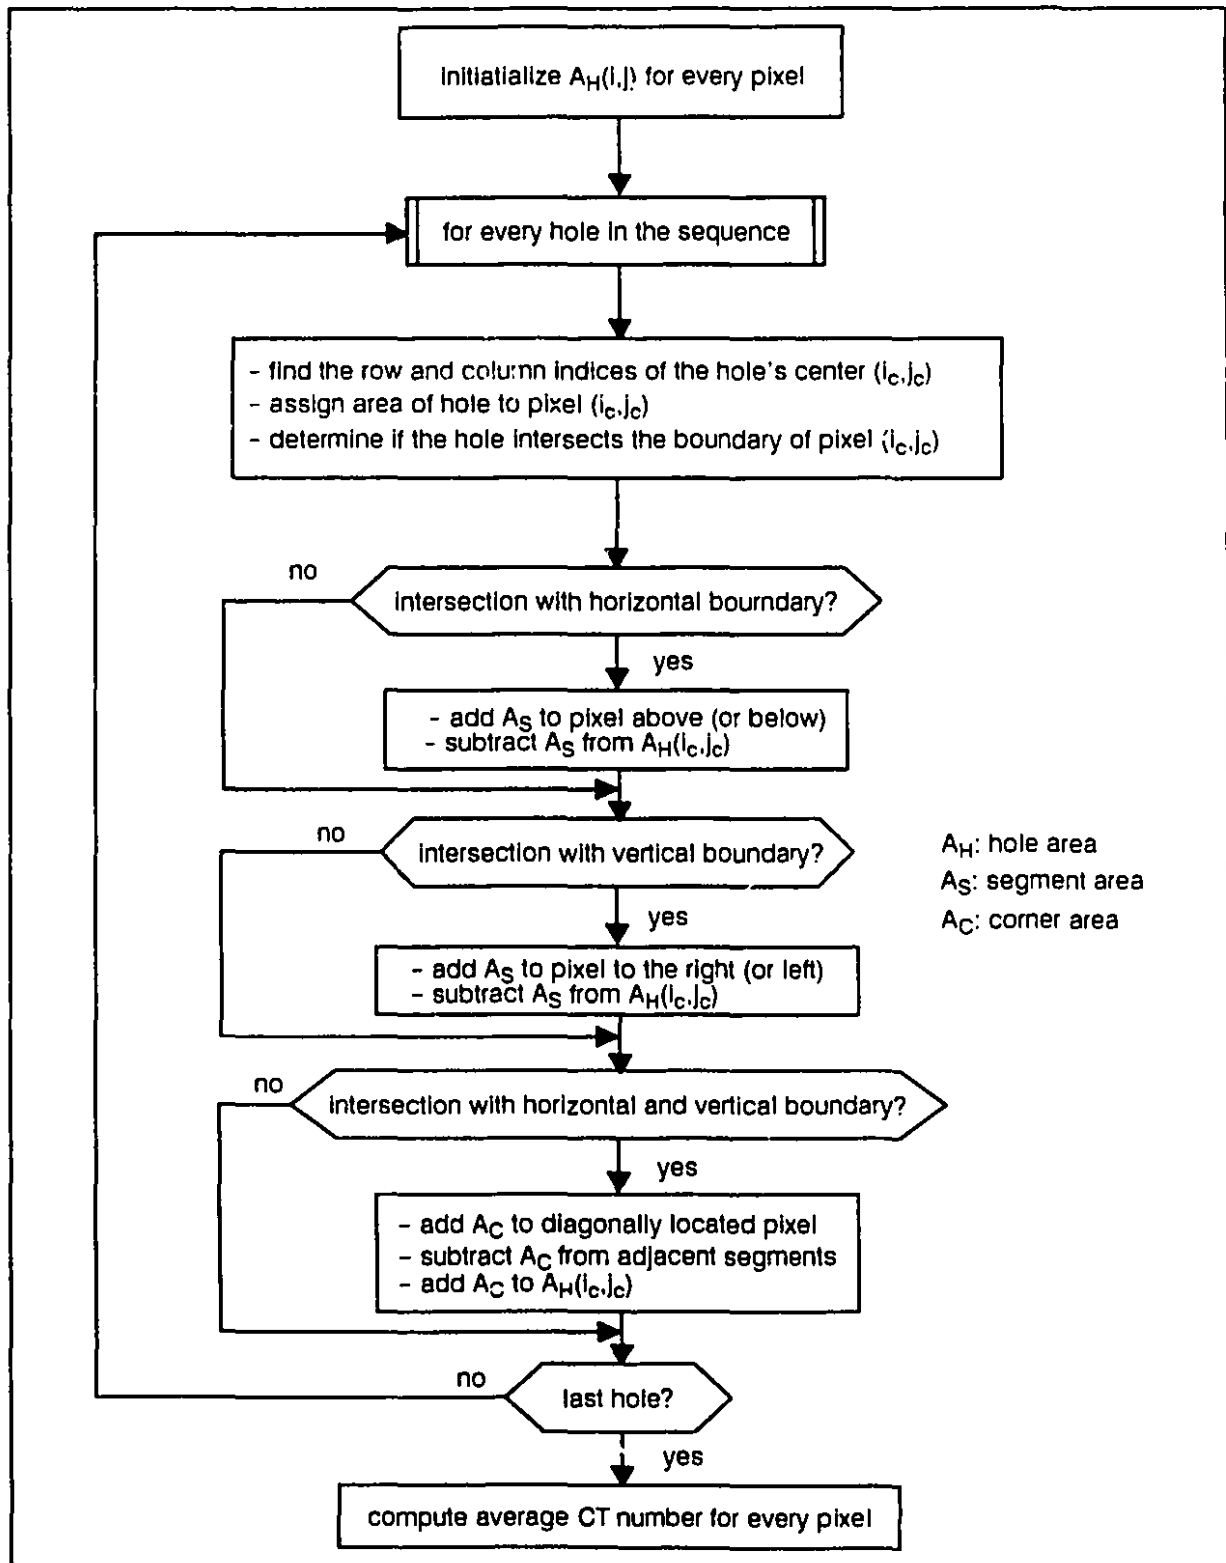 initiatialize A_H(i,j) for every pixel
for every hole in the sequence
- find the row and column indices of the hole's center (i_c,j_c)
- assign area of hole to pixel (i_c,j_c)
- determine if the hole intersects the boundary of pixel (i_c,j_c)
no
intersection with horizontal bourndary?
yes
- add A_S to pixel above (or below)
- subtract A_S from A_H(i_c,j_c)
no
intersection with vertical boundary?
A_H: hole area
A_S: segment area
A_C: corner area
yes
- add A_S to pixel to the right (or left)
- subtract A_S from A_H(i_c,j_c)
no
intersection with horizontal and vertical boundary?
yes
- add A_C to diagonally located pixel
- subtract A_C from adjacent segments
- add A_C to A_H(i_c,j_c)
no
last hole?
yes
compute average CT number for every pixel